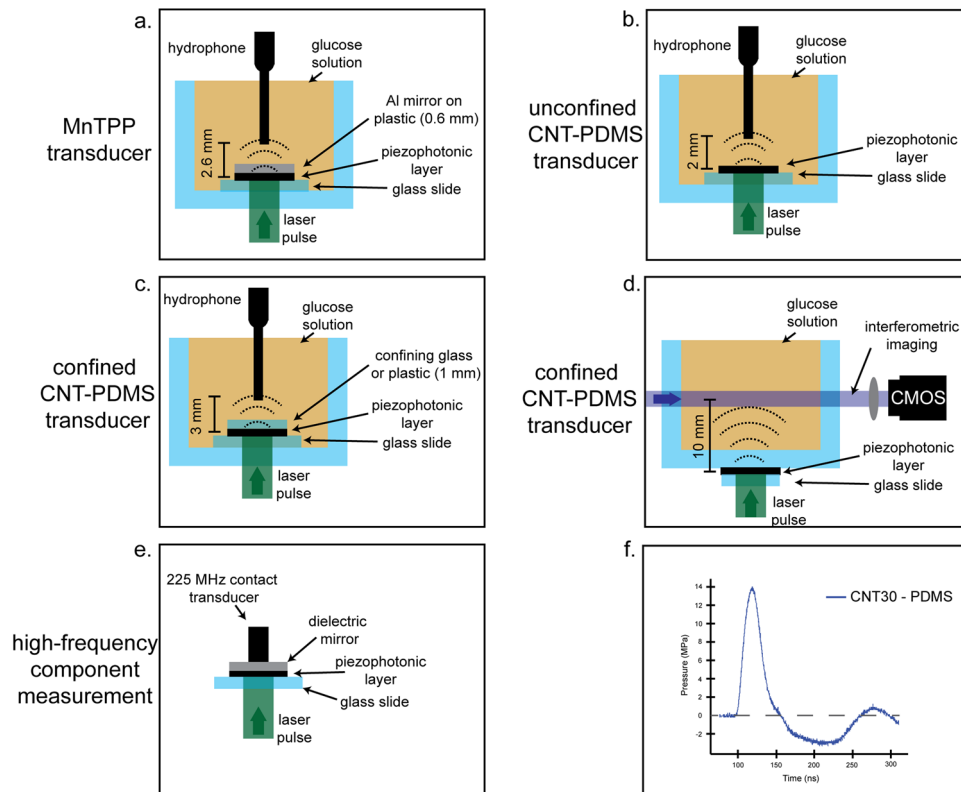 a.
MnTPP
transducer
hydrophone
glucose
solution
Al mirror on
plastic (0.6 mm)
piezophotonic
layer
glass slide
2.6 mm
laser
pulse
b.
unconfined
CNT-PDMS
transducer
hydrophone
glucose
solution
piezophotonic
layer
glass slide
2 mm
laser
pulse
c.
confined
CNT-PDMS
transducer
hydrophone
glucose
solution
confining glass
or plastic (1 mm)
piezophotonic
layer
glass slide
3 mm
laser
pulse
d.
confined
CNT-PDMS
transducer
glucose
solution
interferometric
imaging
CMOS
10 mm
piezophotonic
layer
glass slide
laser
pulse
e.
high-frequency
component
measurement
225 MHz contact
transducer
dielectric
mirror
piezophotonic
layer
glass slide
laser
pulse
f.
CNT30 - PDMS
Pressure (MPa)
14
12
10
8
6
4
2
0
-2
100
150
200
250
300
Time (ns)